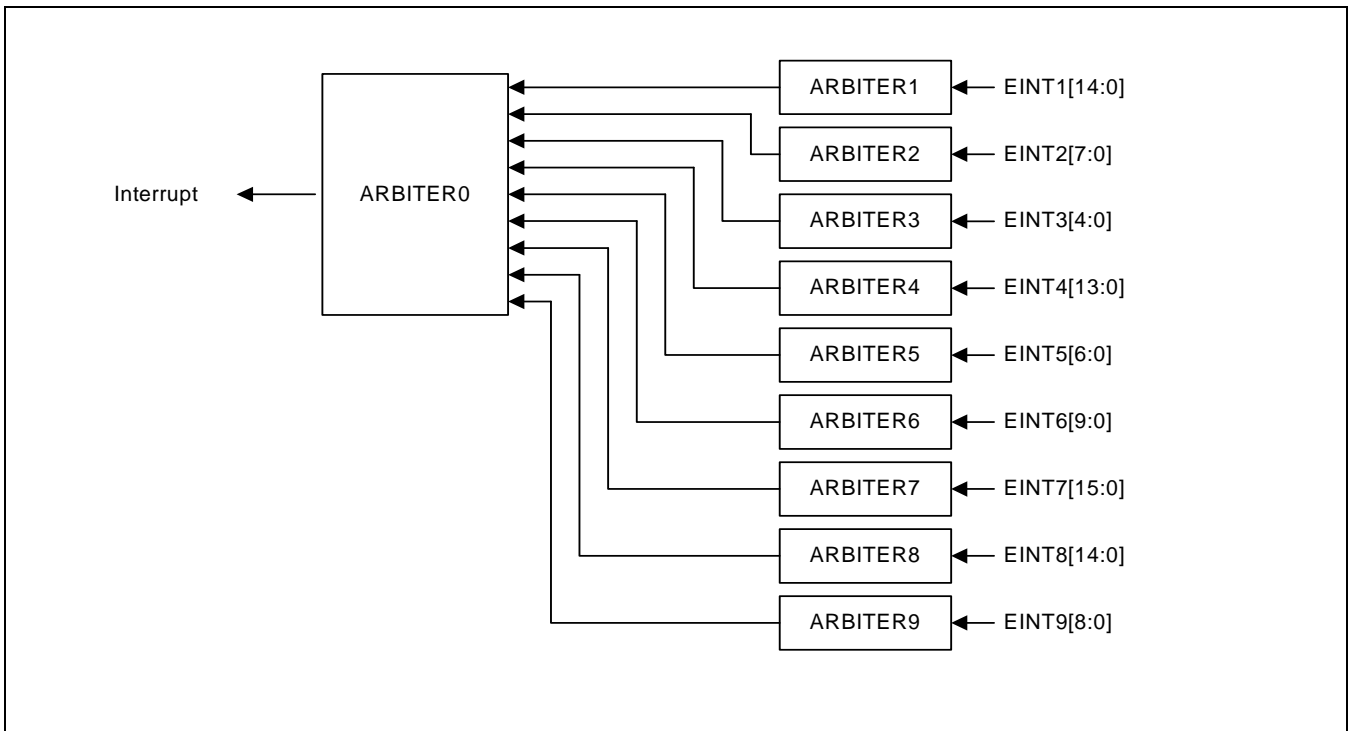 ARBITER1 EINT1[14:0]
ARBITER2 EINT2[7:0]
Interrupt ARBITER0 ARBITER3 EINT3[4:0]
ARBITER4 EINT4[13:0]
ARBITER5 EINT5[6:0]
ARBITER6 EINT6[9:0]
ARBITER7 EINT7[15:0]
ARBITER8 EINT8[14:0]
ARBITER9 EINT9[8:0]